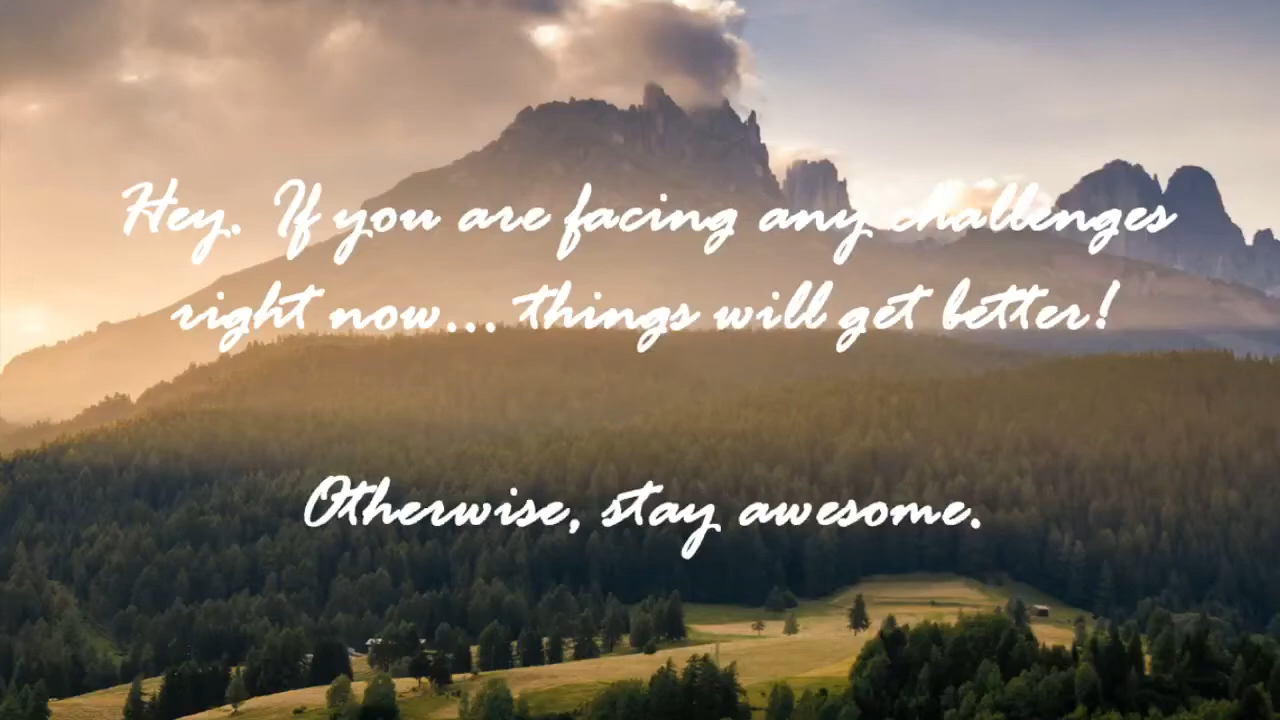 Hey. If you are facing any challenges
right now... things will get better!
Otherwise, stay awesome.